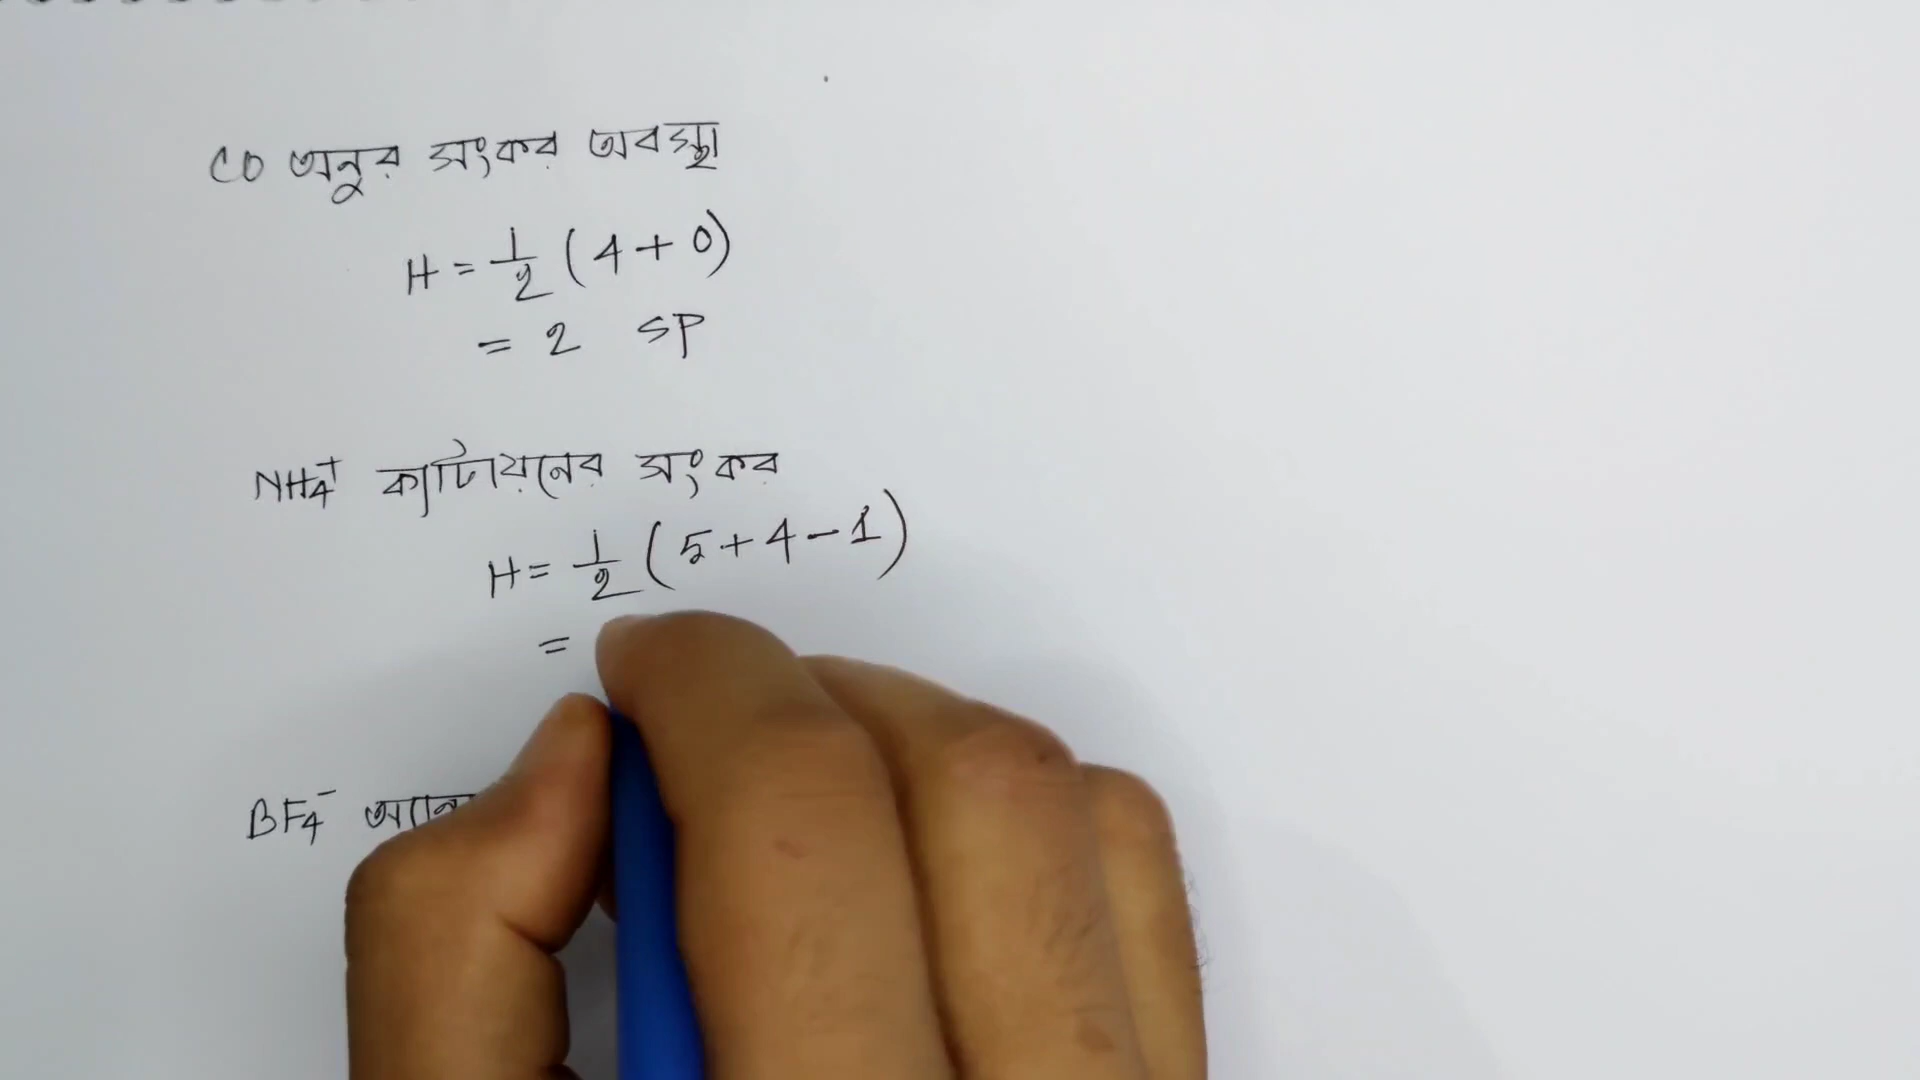 CO অনুর সংকর অবস্থা
H = 1/2 (4 + 0)
= 2 SP
NH4+ ক্যাটায়নের সংকর
H = 1/2 (5 + 4 - 1)
=
BF4-